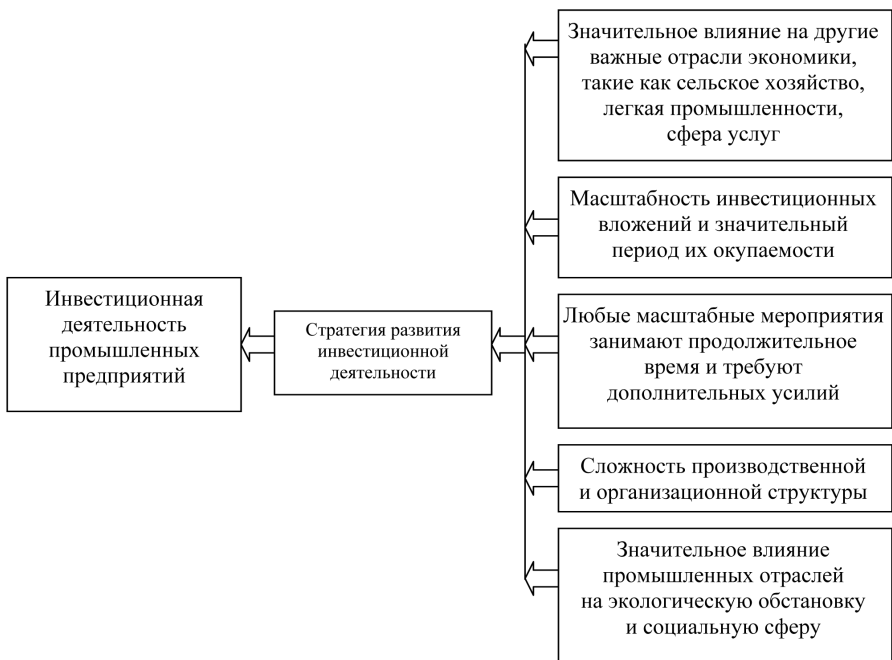 Значительное влияние на другие
важные отрасли экономики,
такие как сельское хозяйство,
легкая промышленности,
сфера услуг
Масштабность инвестиционных
вложений и значительный
период их окупаемости
Инвестиционная
деятельность
промышленных
предприятий
Стратегия развития
инвестиционной
деятельности
Любые масштабные мероприятия
занимают продолжительное
время и требуют
дополнительных усилий
Сложность производственной
и организационной структуры
Значительное влияние
промышленных отраслей
на экологическую обстановку
и социальную сферу